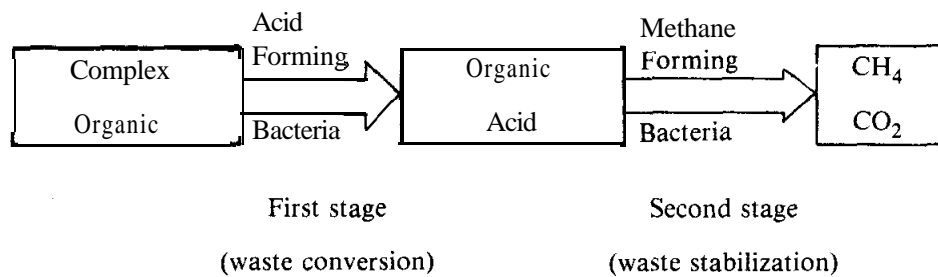 Acid
Forming
Bacteria
Methane
Forming
Bacteria
Complex
Organic
Organic
Acid
CH₄
CO₂
First stage
(waste conversion)
Second stage
(waste stabilization)